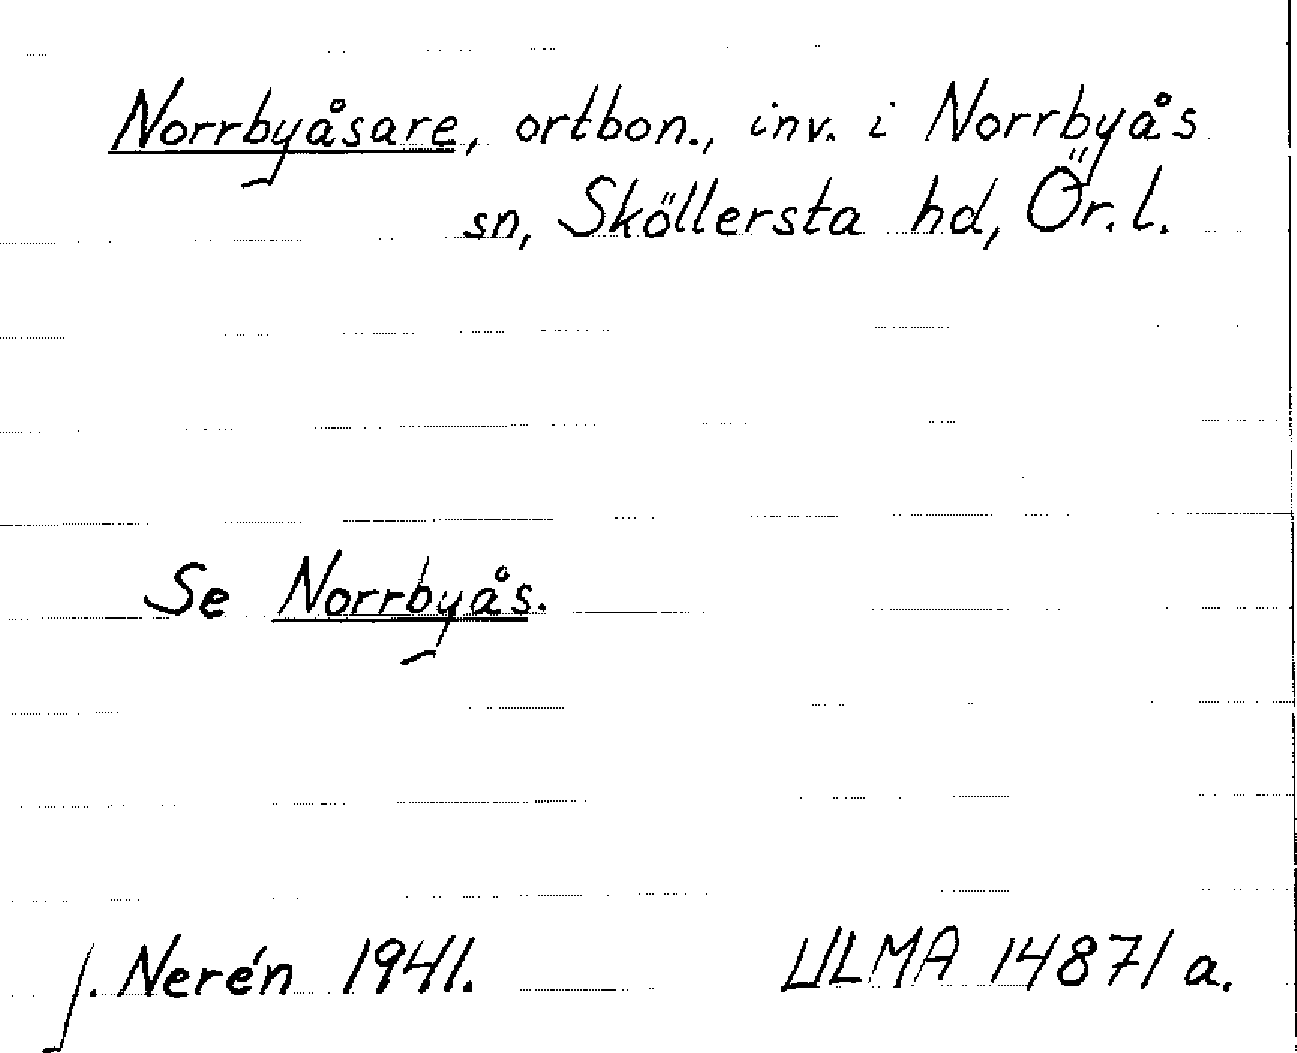 Norrbyåsare, ortbon., inv. i Norrbyås
sn, Sköllersta hd, Ör. l.
Se Norrbyås.
J. Nerén 1941.
ULMA 14871 a.